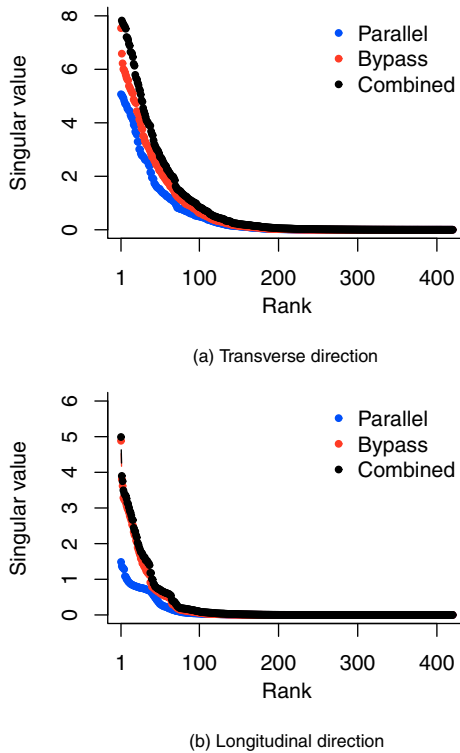 8
6
4
2
0
Singular value
Parallel
Bypass
Combined
1 100 200 300 400
Rank
(a) Transverse direction
6
5
4
3
2
1
0
Singular value
Parallel
Bypass
Combined
1 100 200 300 400
Rank
(b) Longitudinal direction